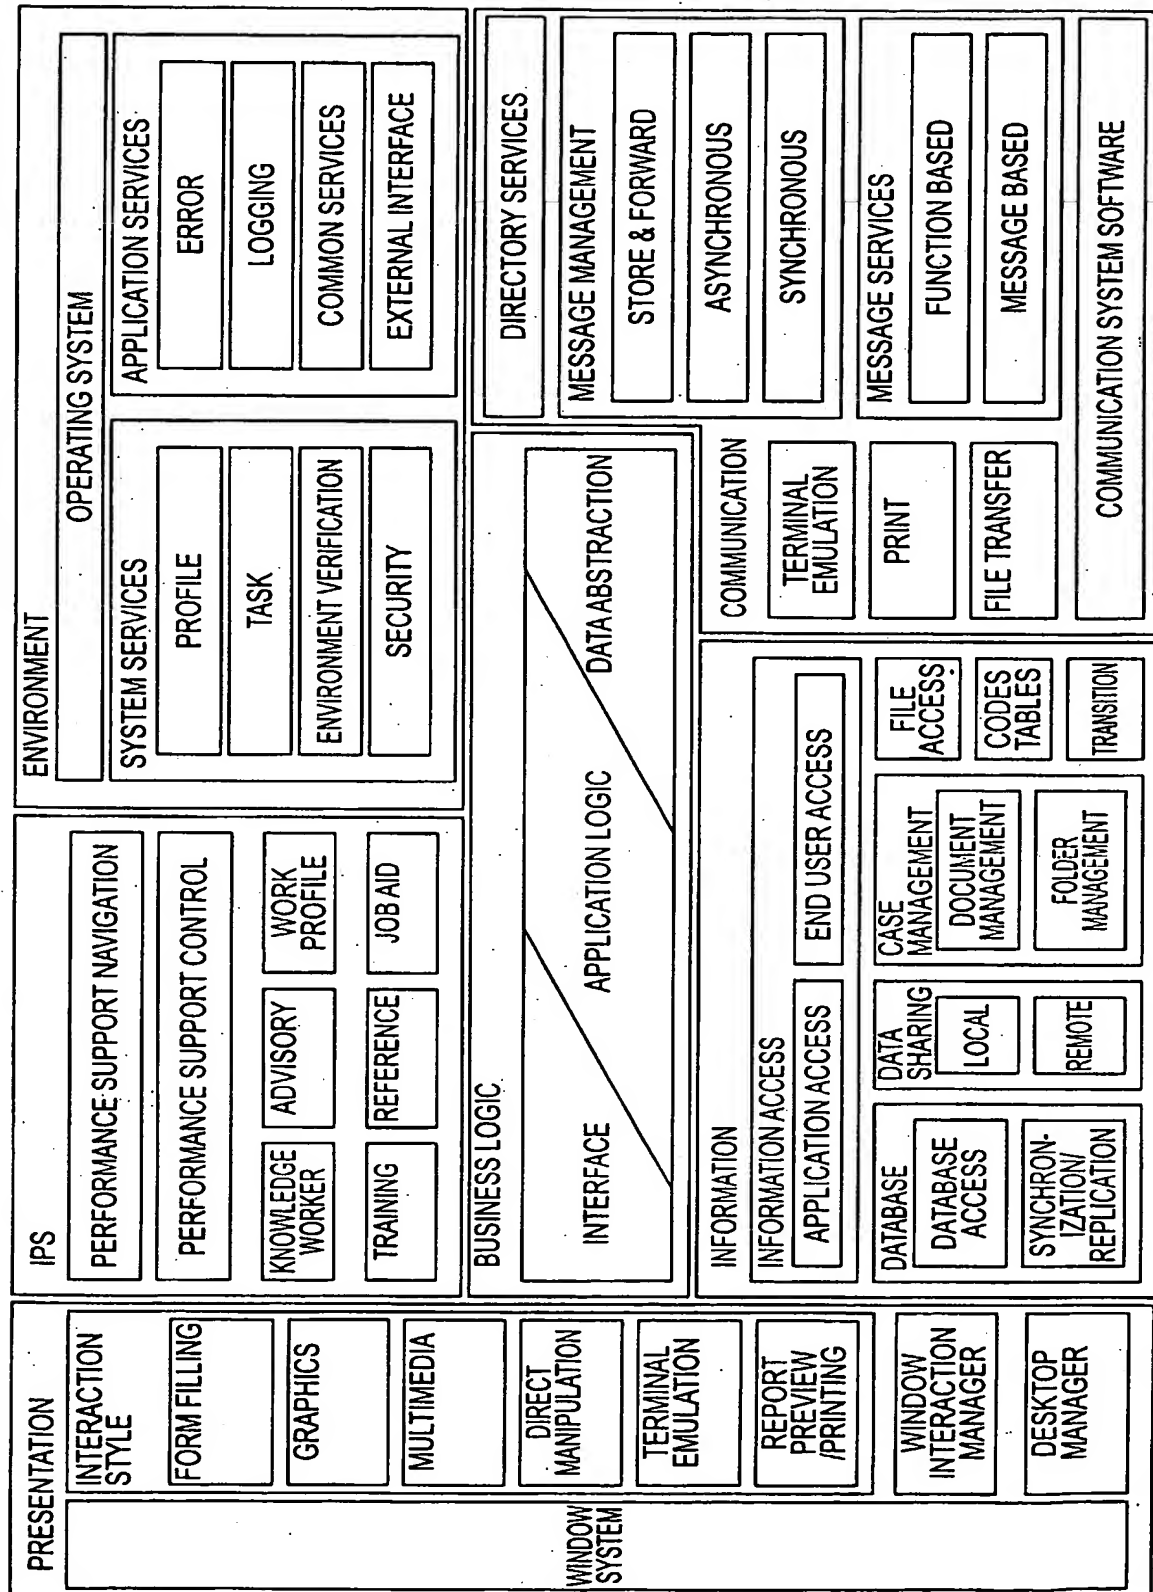 PRESENTATION
WINDOW
SYSTEM
INTERACTION
STYLE
FORM FILLING
GRAPHICS
MULTIMEDIA
DIRECT
MANIPULATION
TERMINAL
EMULATION
REPORT
PREVIEW
/PRINTING
WINDOW
INTERACTION
MANAGER
DESKTOP
MANAGER
IPS
PERFORMANCE SUPPORT NAVIGATION
PERFORMANCE SUPPORT CONTROL
KNOWLEDGE
WORKER
ADVISORY
WORK
PROFILE
TRAINING
REFERENCE
JOB AID
ENVIRONMENT
OPERATING SYSTEM
SYSTEM SERVICES
PROFILE
TASK
ENVIRONMENT VERIFICATION
SECURITY
APPLICATION SERVICES
ERROR
LOGGING
COMMON SERVICES
EXTERNAL INTERFACE
BUSINESS LOGIC
INTERFACE
APPLICATION LOGIC
DATA ABSTRACTION
INFORMATION
INFORMATION ACCESS
APPLICATION ACCESS
END USER ACCESS
DATABASE
DATABASE
ACCESS
SYNCHRON-
IZATION/
REPLICATION
DATA
SHARING
LOCAL
REMOTE
CASE
MANAGEMENT
DOCUMENT
MANAGEMENT
FOLDER
MANAGEMENT
FILE
ACCESS
CODES
TABLES
TRANSITION
COMMUNICATION
TERMINAL
EMULATION
PRINT
FILE TRANSFER
DIRECTORY SERVICES
MESSAGE MANAGEMENT
STORE & FORWARD
ASYNCHRONOUS
SYNCHRONOUS
MESSAGE SERVICES
FUNCTION BASED
MESSAGE BASED
COMMUNICATION SYSTEM SOFTWARE